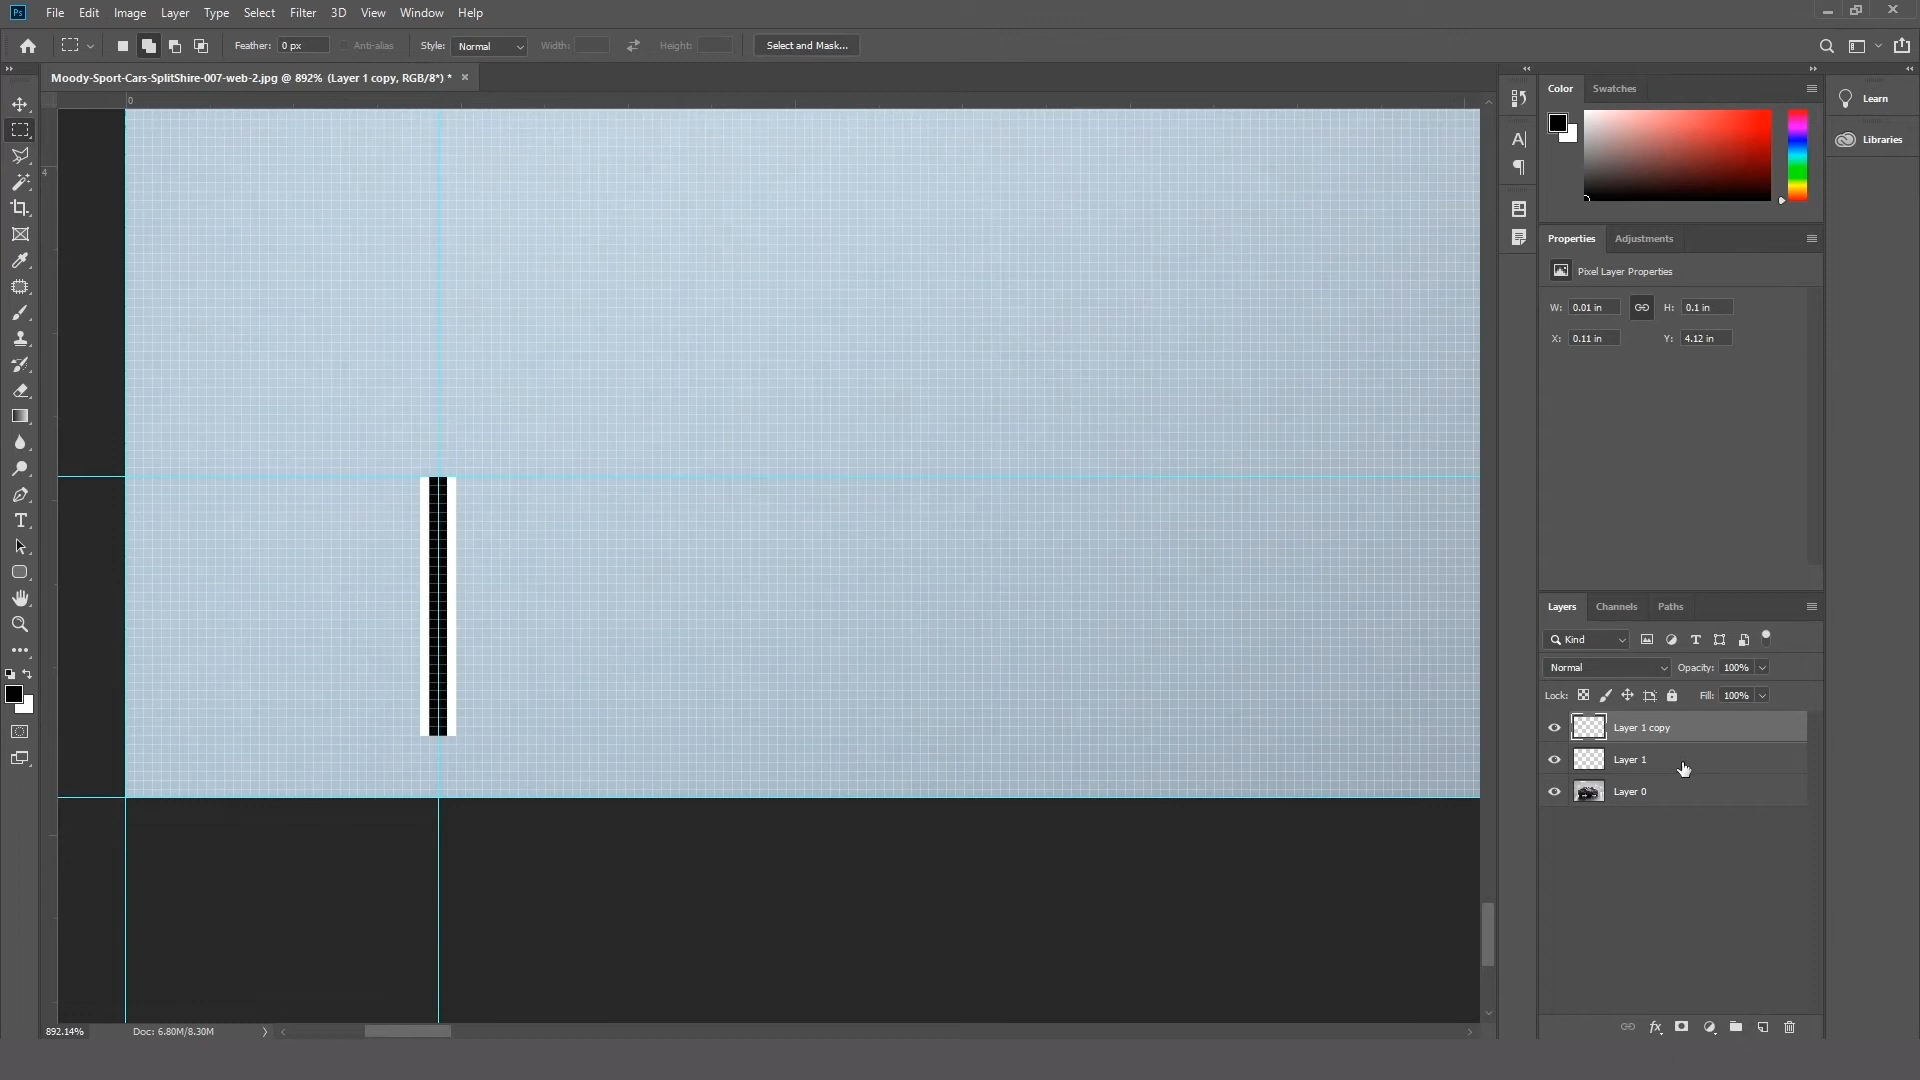 Ps File Edit Image Layer Type Select Filter 3D View Window Help
Feather: 0 px Anti-alias Style: Normal Width: Height: Select and Mask...
Moody-Sport-Cars-SplitShire-007-web-2.jpg @ 892% (Layer 1 copy, RGB/8*) * ×
0
4
Color Swatches
Learn
Libraries
Properties Adjustments
Pixel Layer Properties
W: 0.01 in H: 0.1 in
X: 0.11 in Y: 4.12 in
Layers Channels Paths
Kind
Normal Opacity: 100%
Lock: Fill: 100%
Layer 1 copy
Layer 1
Layer 0
fx
892.14% Doc: 6.80M/8.30M